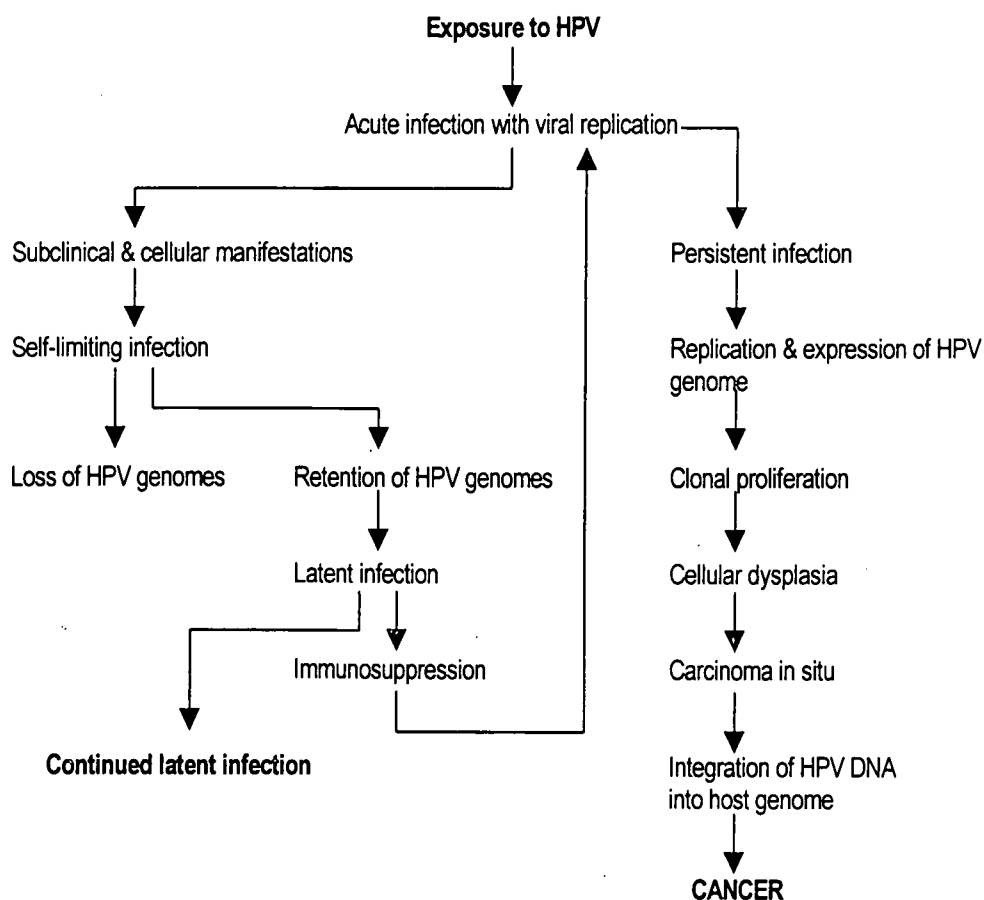 Exposure to HPV
Acute infection with viral replication
Subclinical & cellular manifestations
Persistent infection
Self-limiting infection
Replication & expression of HPV
genome
Loss of HPV genomes
Retention of HPV genomes
Clonal proliferation
Latent infection
Cellular dysplasia
Immunosuppression
Carcinoma in situ
Continued latent infection
Integration of HPV DNA
into host genome
CANCER